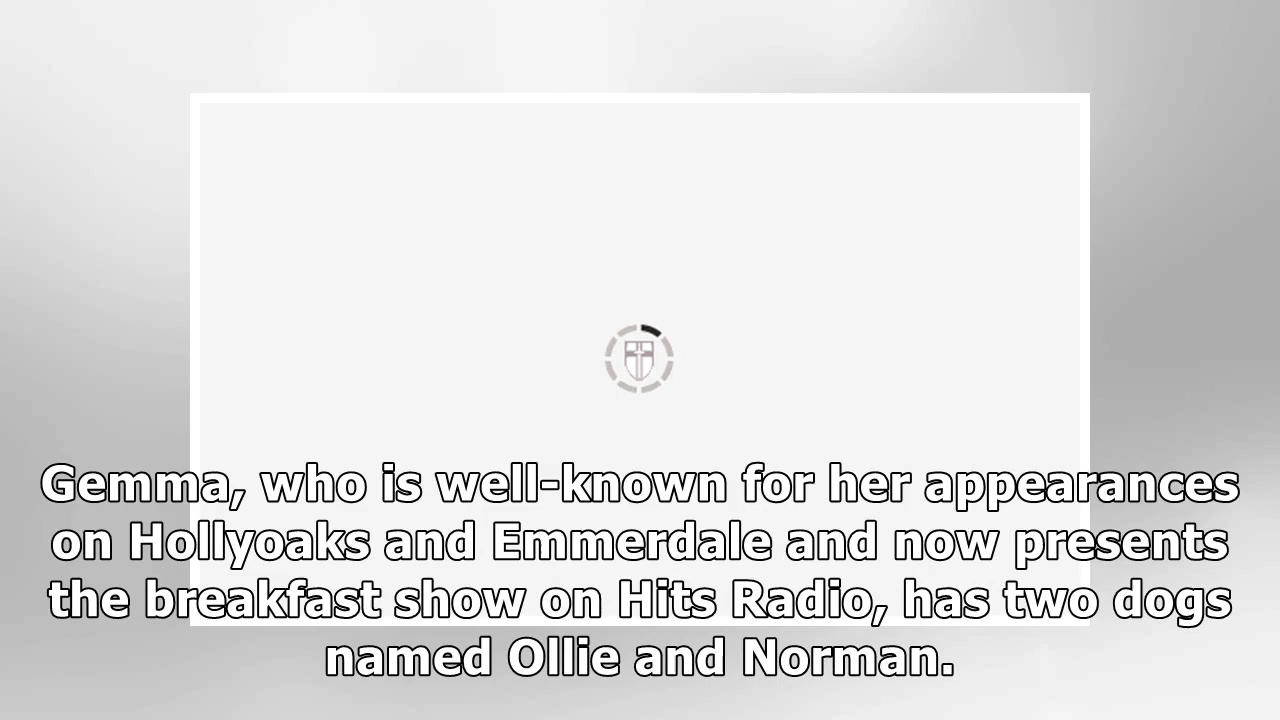 Gemma, who is well-known for her appearances
on Hollyoaks and Emmerdale and now presents
the breakfast show on Hits Radio, has two dogs
named Ollie and Norman.